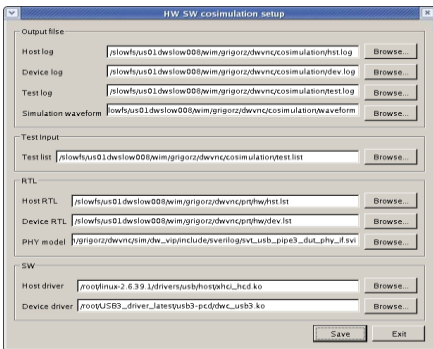 HW SW cosimulation setup
Output filse
Host log /slowfs/us01dwslow008/wim/grigorz/dwvnc/cosimulation/hst.log Browse...
Device log /slowfs/us01dwslow008/wim/grigorz/dwvnc/cosimulation/dev.log Browse...
Test log /slowfs/us01dwslow008/wim/grigorz/dwvnc/cosimulation/test.log Browse...
Simulation waveform lowfs/us01dwslow008/wim/grigorz/dwvnc/cosimulation/waveform Browse...
Test Input
Test list /slowfs/us01dwslow008/wim/grigorz/dwvnc/cosimulation/test.list Browse...
RTL
Host RTL /slowfs/us01dwslow008/wim/grigorz/dwvnc/prt/hw/hst.lst Browse...
Device RTL /slowfs/us01dwslow008/wim/grigorz/dwvnc/prt/hw/dev.lst Browse...
PHY model /grigorz/dwvnc/sim/dw_vip/include/sverilog/svt_usb_pipe3_dut_phy_if.svi Browse...
SW
Host driver /root/linux-2.6.39.1/drivers/usb/host/xhci_hcd.ko Browse...
Device driver /root/USB3_driver_latest/usb3-pcd/dwc_usb3.ko Browse...
Save Exit